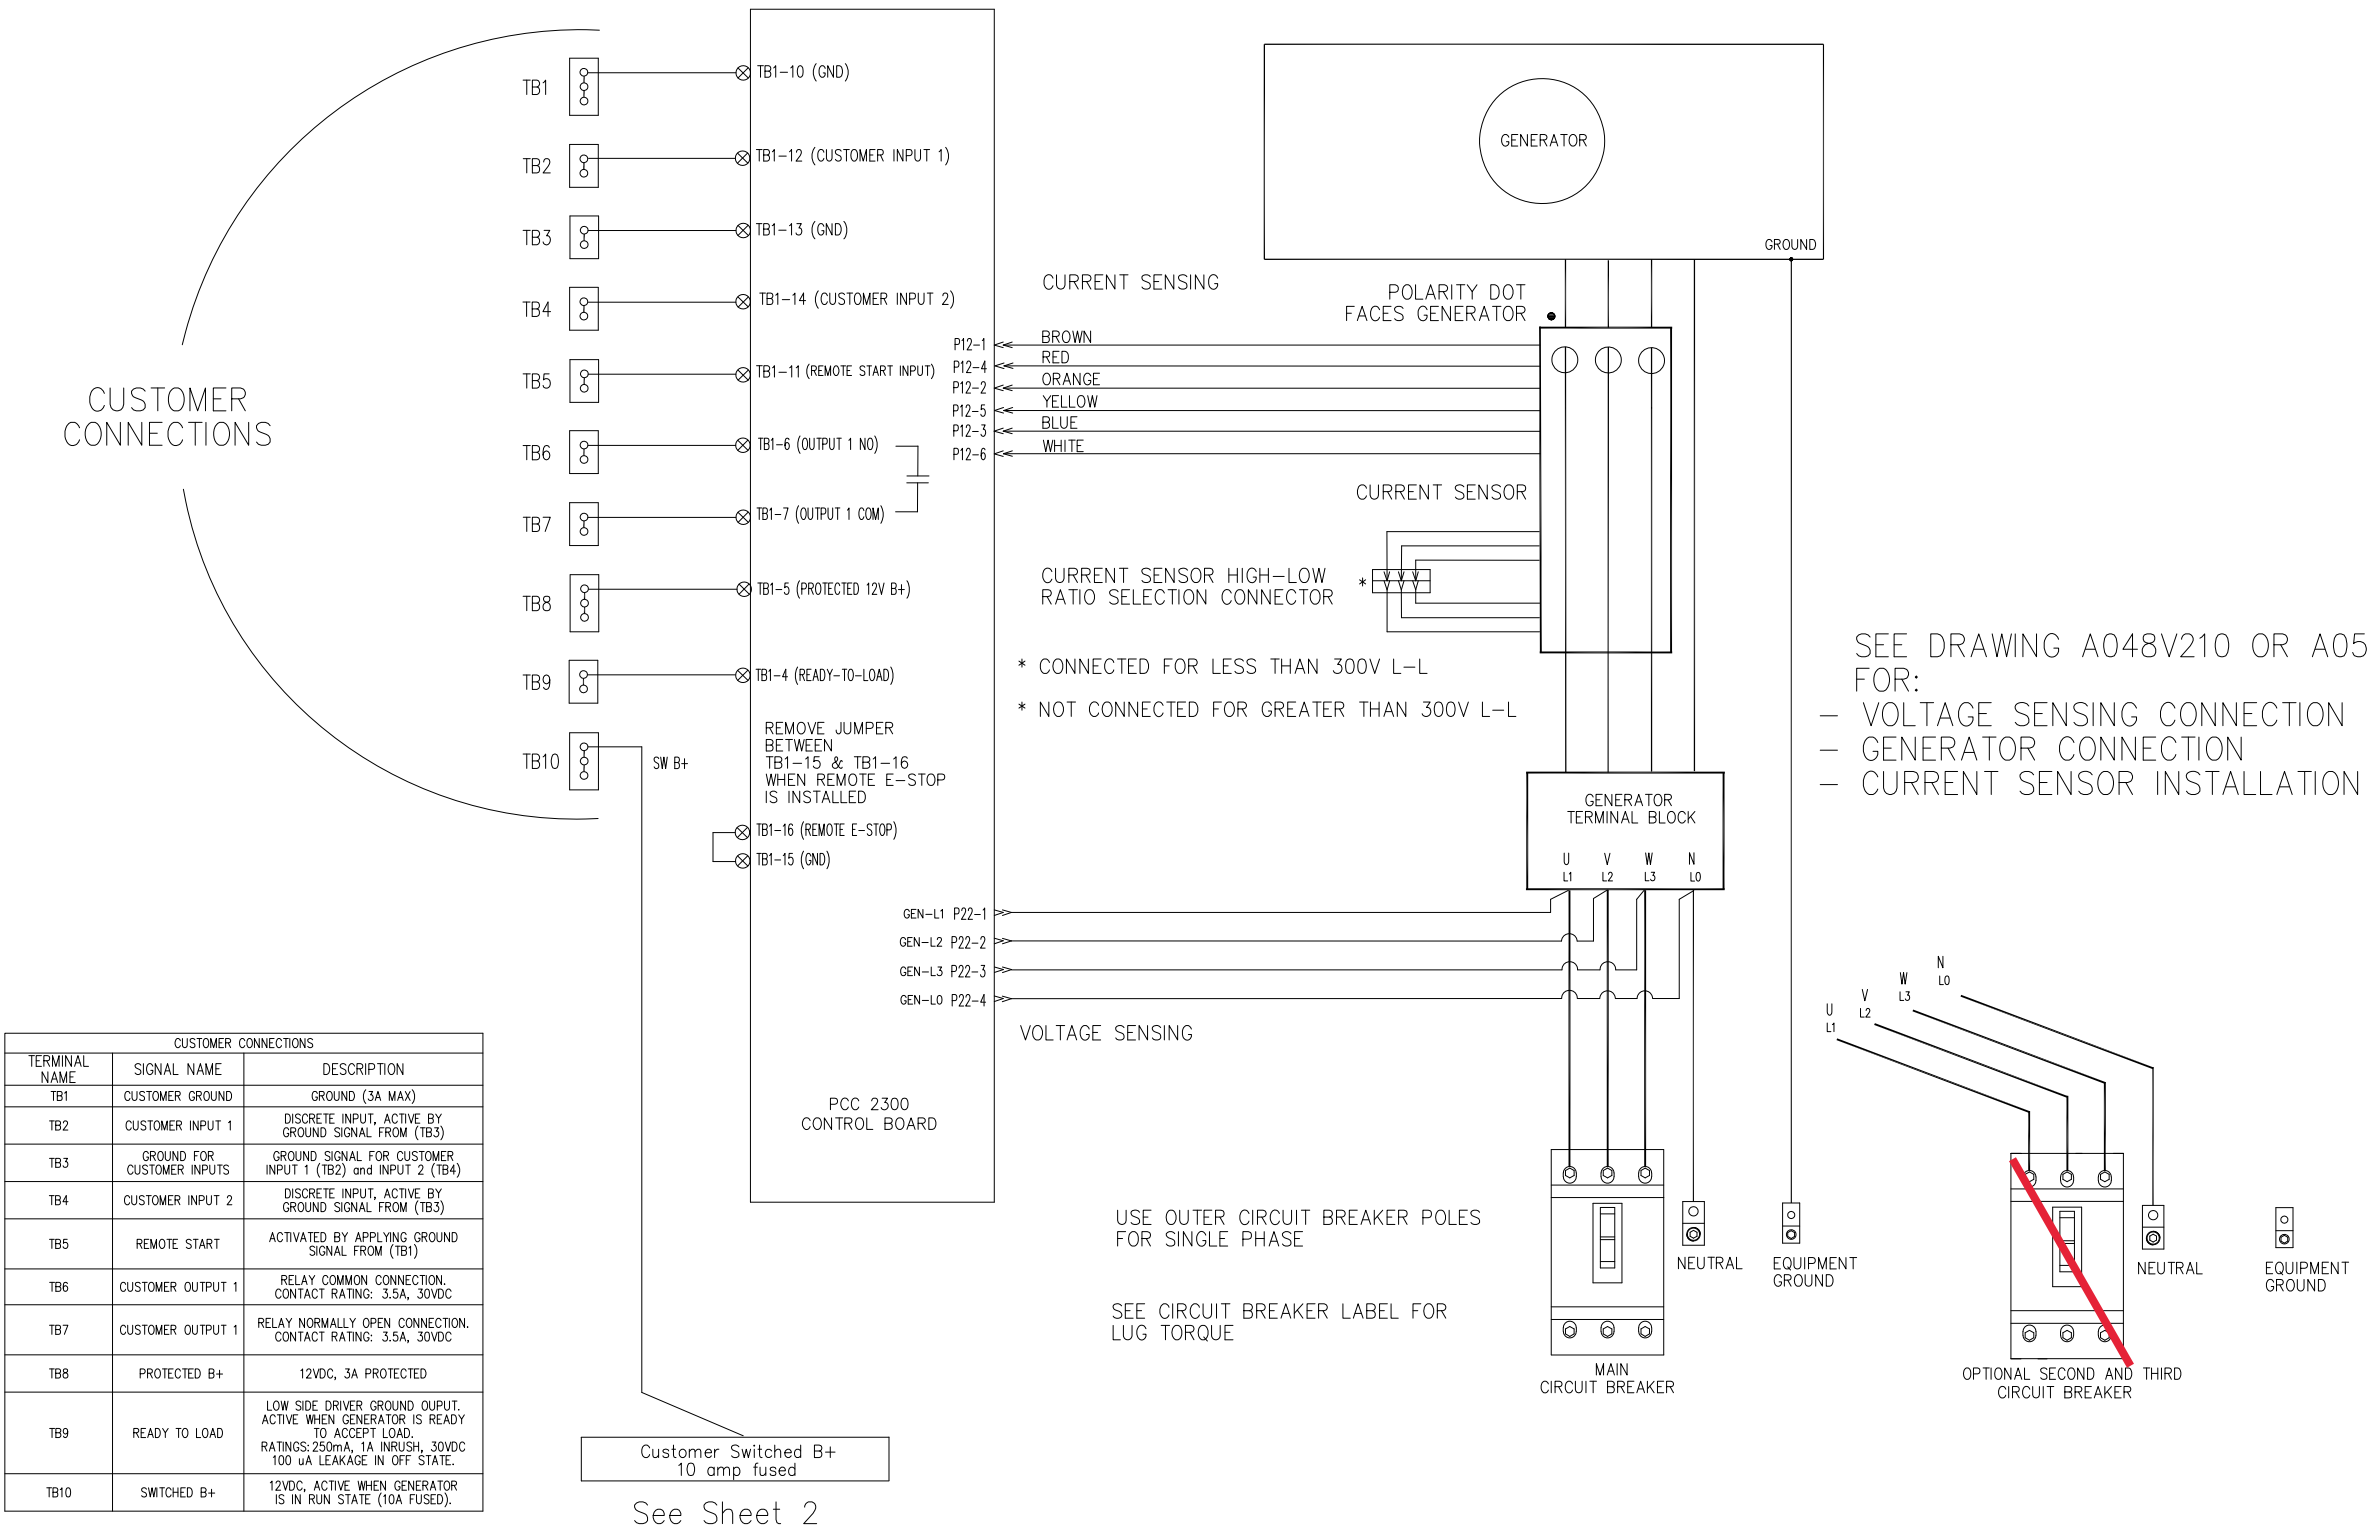 CUSTOMER
CONNECTIONS
TB1
TB2
TB3
TB4
TB5
TB6
TB7
TB8
TB9
TB10
SW B+
TB1-10 (GND)
TB1-12 (CUSTOMER INPUT 1)
TB1-13 (GND)
TB1-14 (CUSTOMER INPUT 2)
TB1-11 (REMOTE START INPUT)
TB1-6 (OUTPUT 1 NO)
TB1-7 (OUTPUT 1 COM)
TB1-5 (PROTECTED 12V B+)
TB1-4 (READY-TO-LOAD)
REMOVE JUMPER
BETWEEN
TB1-15 & TB1-16
WHEN REMOTE E-STOP
IS INSTALLED
TB1-16 (REMOTE E-STOP)
TB1-15 (GND)
P12-1
P12-4
P12-2
P12-5
P12-3
P12-6
GEN-L1 P22-1
GEN-L2 P22-2
GEN-L3 P22-3
GEN-L0 P22-4
PCC 2300
CONTROL BOARD
CURRENT SENSING
BROWN
RED
ORANGE
YELLOW
BLUE
WHITE
GENERATOR
GROUND
POLARITY DOT
FACES GENERATOR
CURRENT SENSOR
CURRENT SENSOR HIGH-LOW
RATIO SELECTION CONNECTOR
*
* CONNECTED FOR LESS THAN 300V L-L
* NOT CONNECTED FOR GREATER THAN 300V L-L
GENERATOR
TERMINAL BLOCK
U V W N
L1 L2 L3 L0
VOLTAGE SENSING
SEE DRAWING A048V210 OR A05
FOR:
- VOLTAGE SENSING CONNECTION
- GENERATOR CONNECTION
- CURRENT SENSOR INSTALLATION
N
L0
W
L3
V
L2
U
L1
USE OUTER CIRCUIT BREAKER POLES
FOR SINGLE PHASE
SEE CIRCUIT BREAKER LABEL FOR
LUG TORQUE
MAIN
CIRCUIT BREAKER
NEUTRAL
EQUIPMENT
GROUND
OPTIONAL SECOND AND THIRD
CIRCUIT BREAKER
NEUTRAL
EQUIPMENT
GROUND
CUSTOMER CONNECTIONS
TERMINAL
NAME
SIGNAL NAME
DESCRIPTION
TB1
CUSTOMER GROUND
GROUND (3A MAX)
TB2
CUSTOMER INPUT 1
DISCRETE INPUT, ACTIVE BY
GROUND SIGNAL FROM (TB3)
TB3
GROUND FOR
CUSTOMER INPUTS
GROUND SIGNAL FOR CUSTOMER
INPUT 1 (TB2) and INPUT 2 (TB4)
TB4
CUSTOMER INPUT 2
DISCRETE INPUT, ACTIVE BY
GROUND SIGNAL FROM (TB3)
TB5
REMOTE START
ACTIVATED BY APPLYING GROUND
SIGNAL FROM (TB1)
TB6
CUSTOMER OUTPUT 1
RELAY COMMON CONNECTION.
CONTACT RATING: 3.5A, 30VDC
TB7
CUSTOMER OUTPUT 1
RELAY NORMALLY OPEN CONNECTION.
CONTACT RATING: 3.5A, 30VDC
TB8
PROTECTED B+
12VDC, 3A PROTECTED
TB9
READY TO LOAD
LOW SIDE DRIVER GROUND OUPUT.
ACTIVE WHEN GENERATOR IS READY
TO ACCEPT LOAD.
RATINGS: 250mA, 1A INRUSH, 30VDC
100 uA LEAKAGE IN OFF STATE.
TB10
SWITCHED B+
12VDC, ACTIVE WHEN GENERATOR
IS IN RUN STATE (10A FUSED).
Customer Switched B+
10 amp fused
See Sheet 2